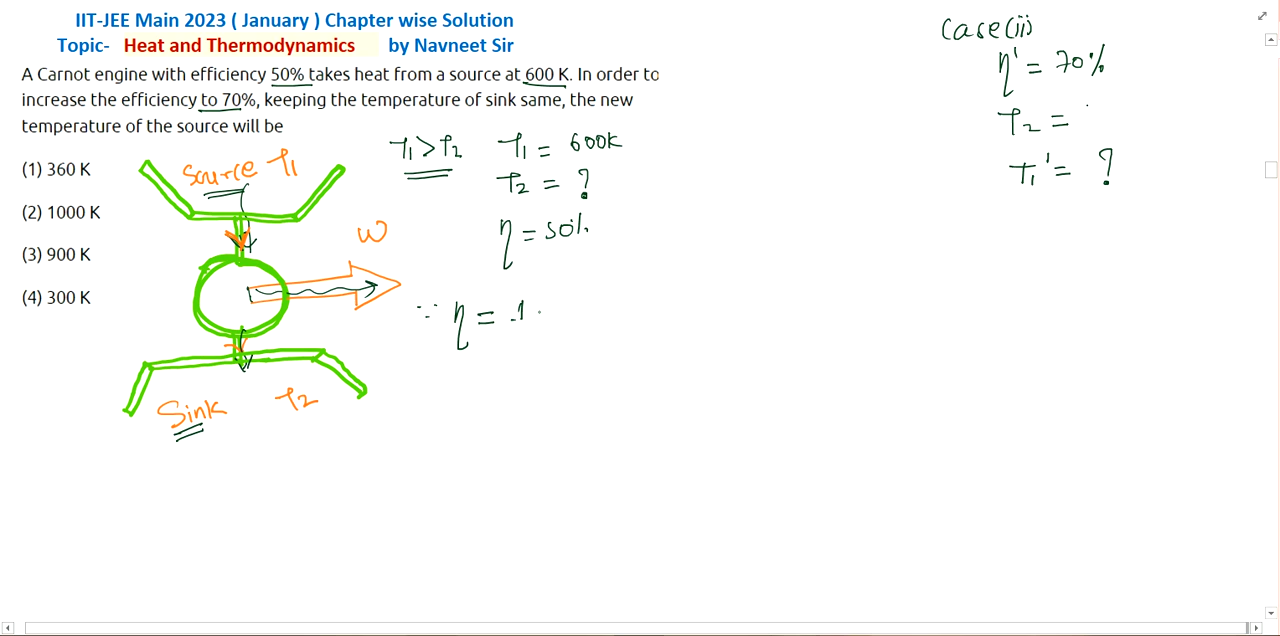 IIT-JEE Main 2023 ( January ) Chapter wise Solution
Topic- Heat and Thermodynamics by Navneet Sir
A Carnot engine with efficiency 50% takes heat from a source at 600 K. In order to
increase the efficiency to 70%, keeping the temperature of sink same, the new
temperature of the source will be
(1) 360 K
(2) 1000 K
(3) 900 K
(4) 300 K
Source T1
W
Sink T2
T1 > T2
T1 = 600K
T2 = ?
η = 50%
∵ η = 1
Case(ii)
η' = 70%
T2 =
T1' = ?